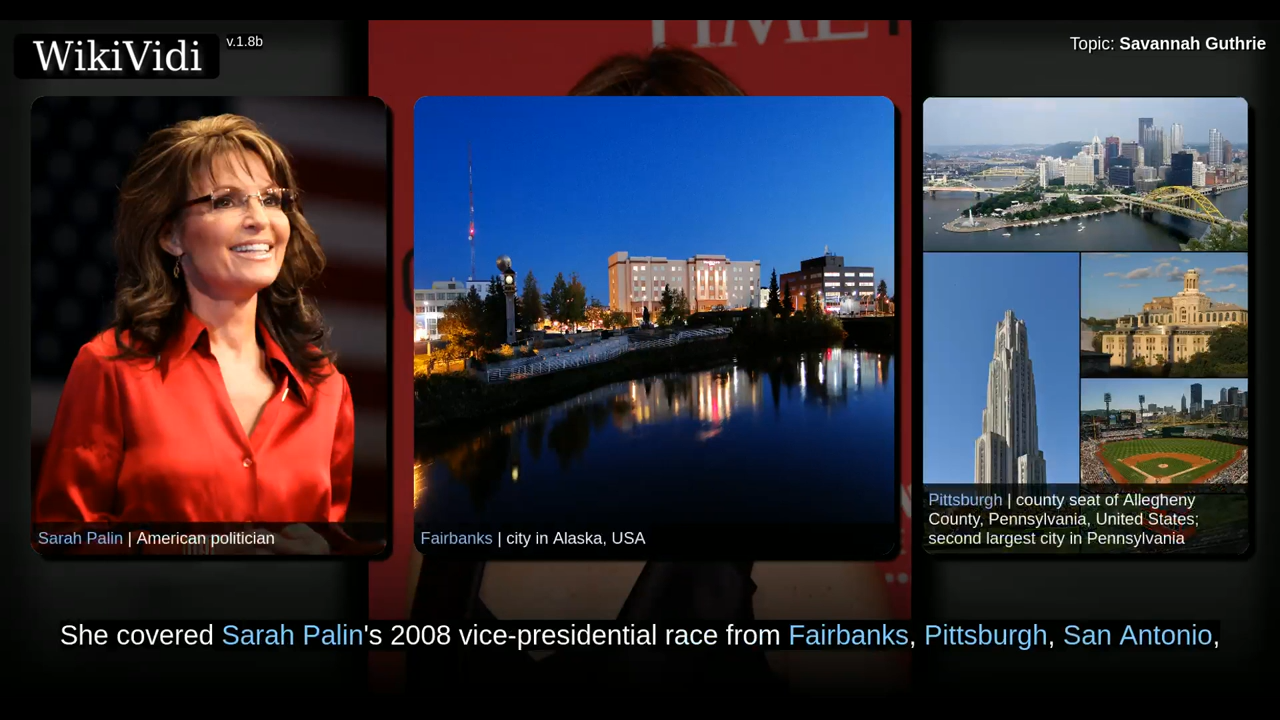 WikiVidi
v.1.8b
Topic: Savannah Guthrie
TIME
Sarah Palin | American politician
Fairbanks | city in Alaska, USA
Pittsburgh | county seat of Allegheny
County, Pennsylvania, United States;
second largest city in Pennsylvania
She covered Sarah Palin's 2008 vice-presidential race from Fairbanks, Pittsburgh, San Antonio,